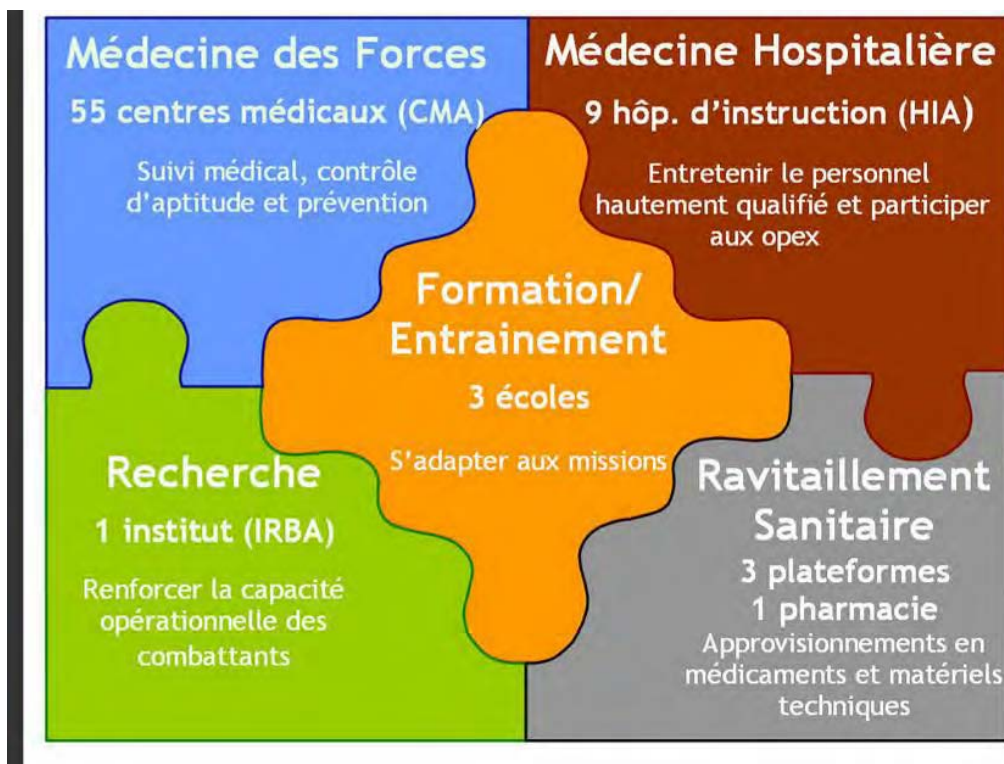 Médecine des Forces
55 centres médicaux (CMA)
Suivi médical, contrôle
d'aptitude et prévention
Médecine Hospitalière
9 hôp. d'instruction (HIA)
Entretenir le personnel
hautement qualifié et participer
aux opex
Formation/
Entrainement
3 écoles
S'adapter aux missions
Recherche
1 institut (IRBA)
Renforcer la capacité
opérationnelle des
combattants
Ravitaillement
Sanitaire
3 plateformes
1 pharmacie
Approvisionnements en
médicaments et matériels
techniques